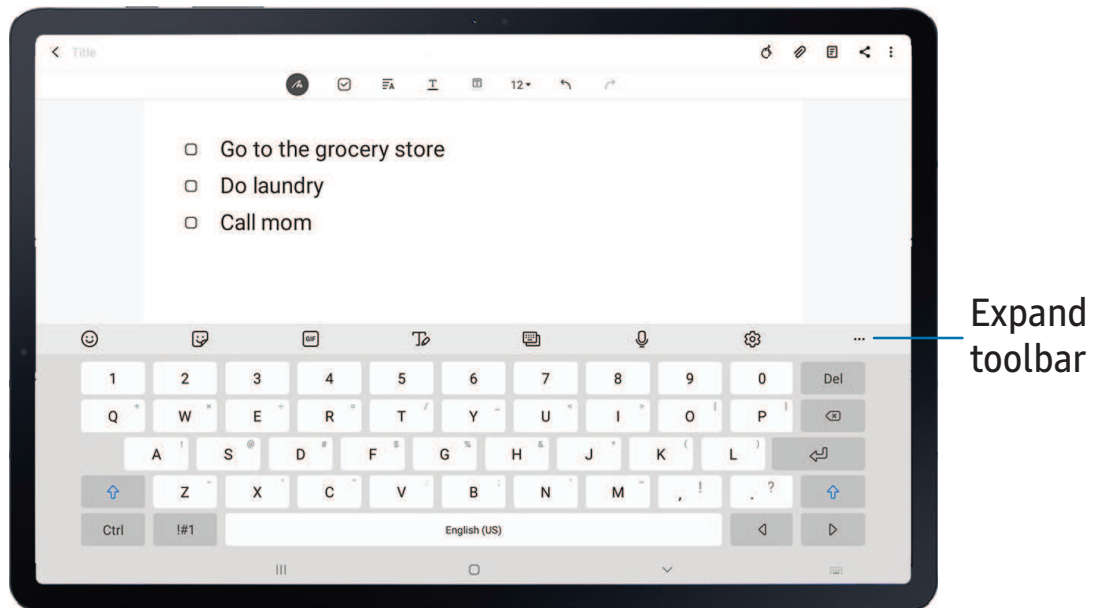 Title
12
Go to the grocery store
Do laundry
Call mom
GIF
Expand
toolbar
1 2 3 4 5 6 7 8 9 0 Del
Q + W × E ÷ R = T / Y _ U < I > O [ P ]
A ! S @ D # F $ G % H & J * K ( L )
Z - X ' C " V : B ; N M , ! . ?
Ctrl !#1 English (US)